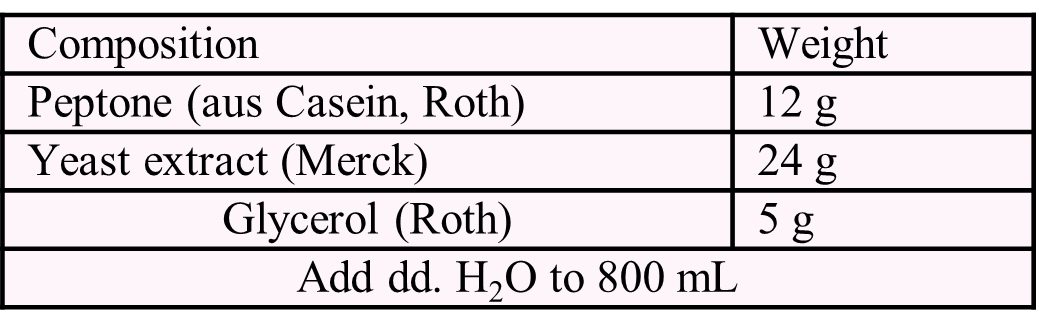 Composition Weight
Peptone (aus Casein, Roth) 12 g
Yeast extract (Merck) 24 g
Glycerol (Roth) 5 g
Add dd. H₂O to 800 mL